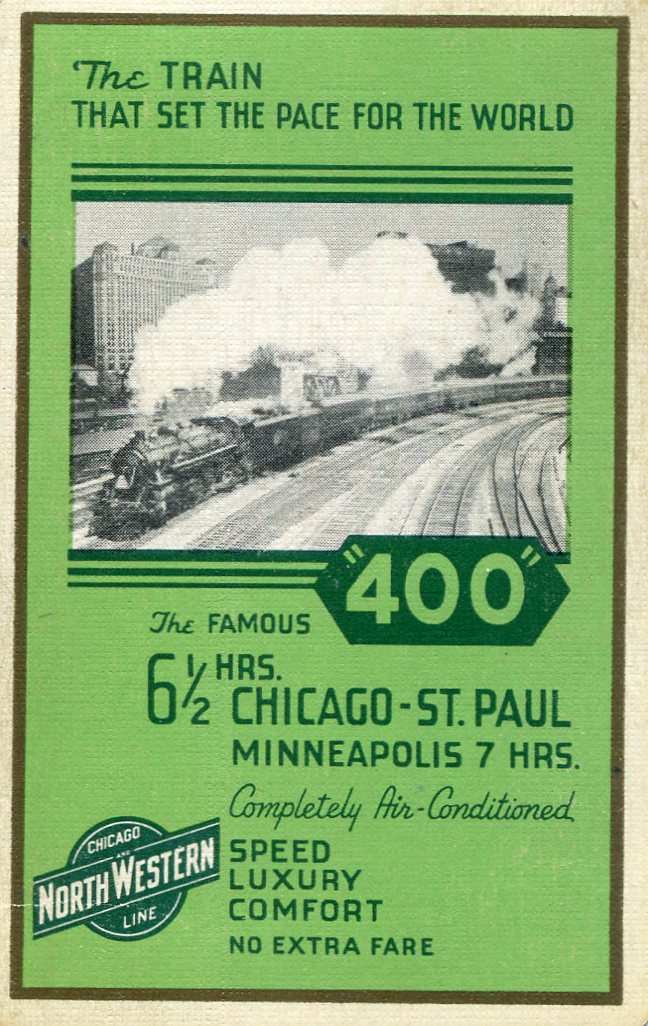 The TRAIN
THAT SET THE PACE FOR THE WORLD
"400"
The FAMOUS
6½ HRS.
CHICAGO-ST. PAUL
MINNEAPOLIS 7 HRS.
Completely Air-Conditioned
SPEED
LUXURY
COMFORT
NO EXTRA FARE
CHICAGO
AND
NORTH WESTERN
LINE